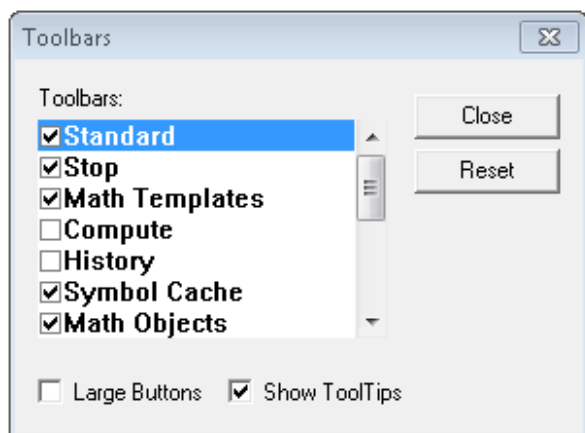 Toolbars
Toolbars:
Close
Standard
Stop
Reset
Math Templates
Compute
History
Symbol Cache
Math Objects
Large Buttons Show ToolTips